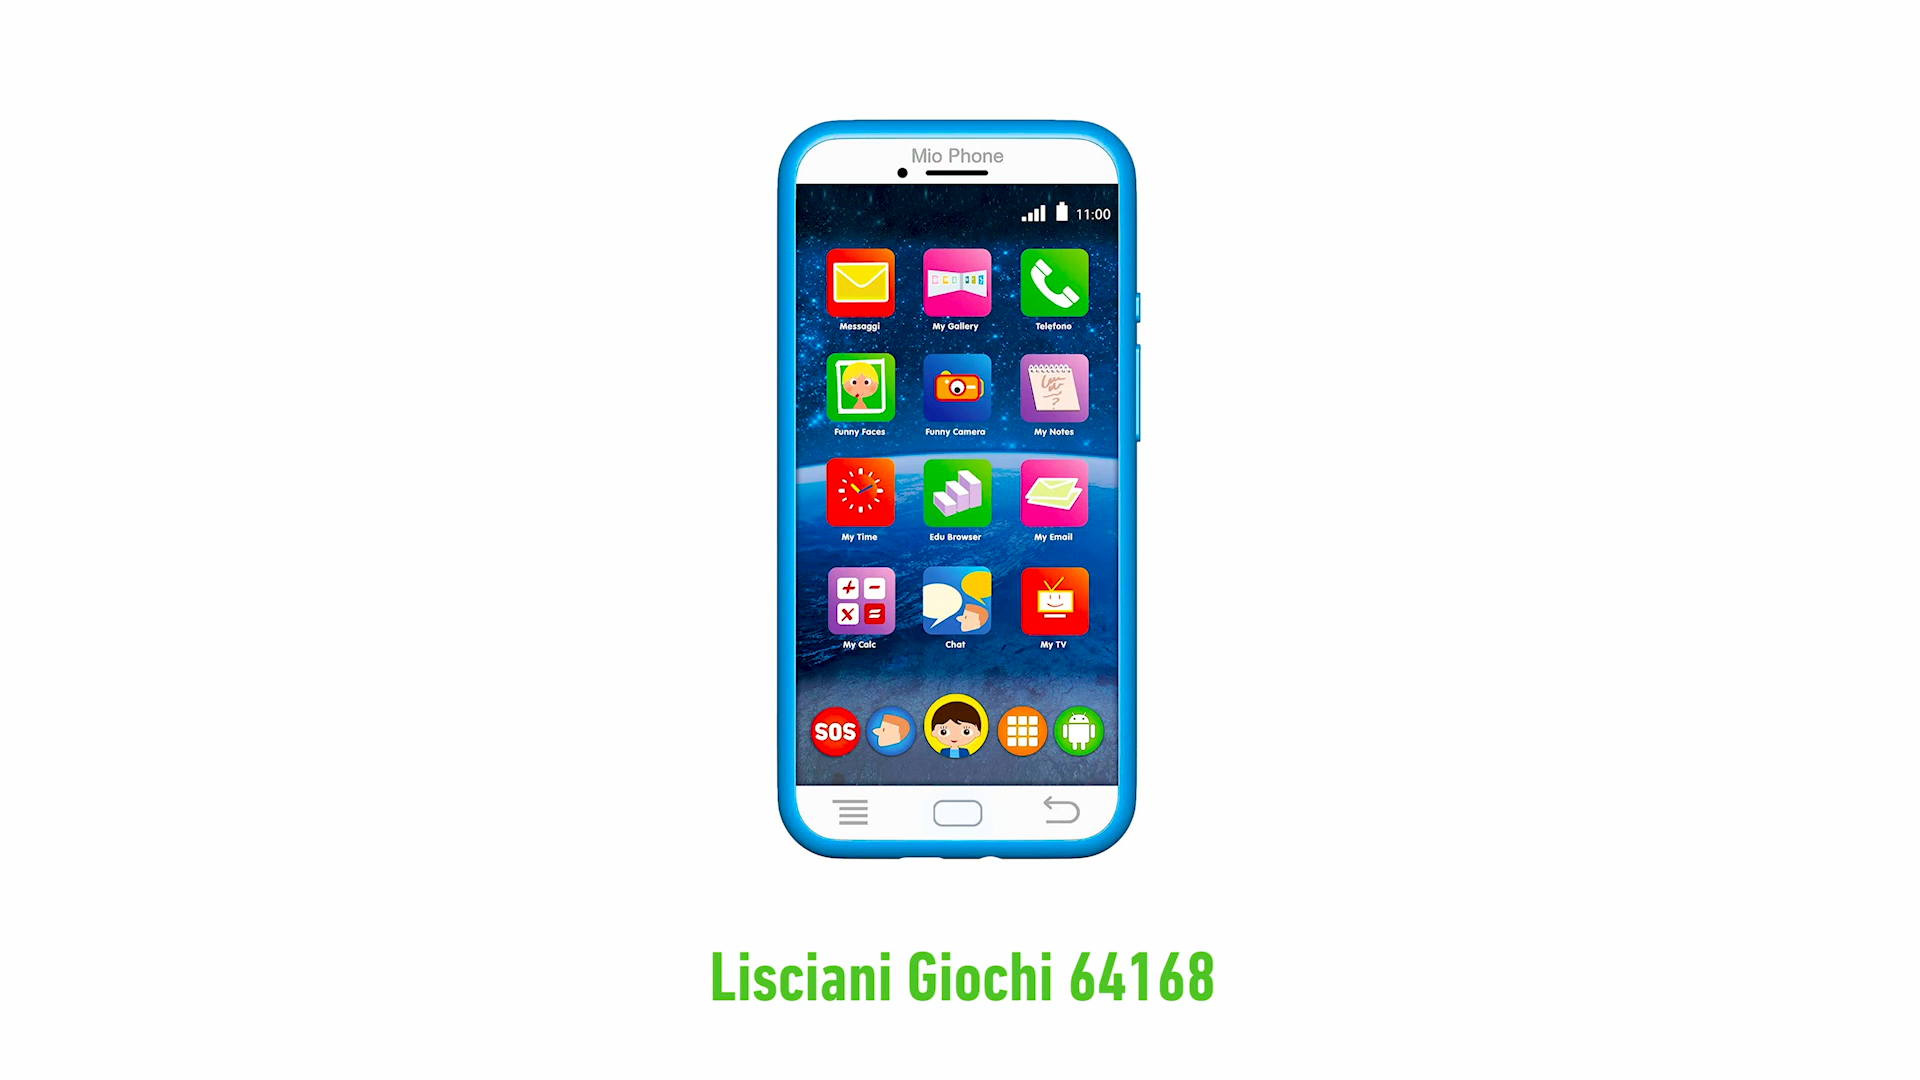 Mio Phone
11:00
Messaggi My Gallery Telefono
Funny Faces Funny Camera My Notes
My Time Edu Browser My Email
My Calc Chat My TV
SOS
Lisciani Giochi 64168